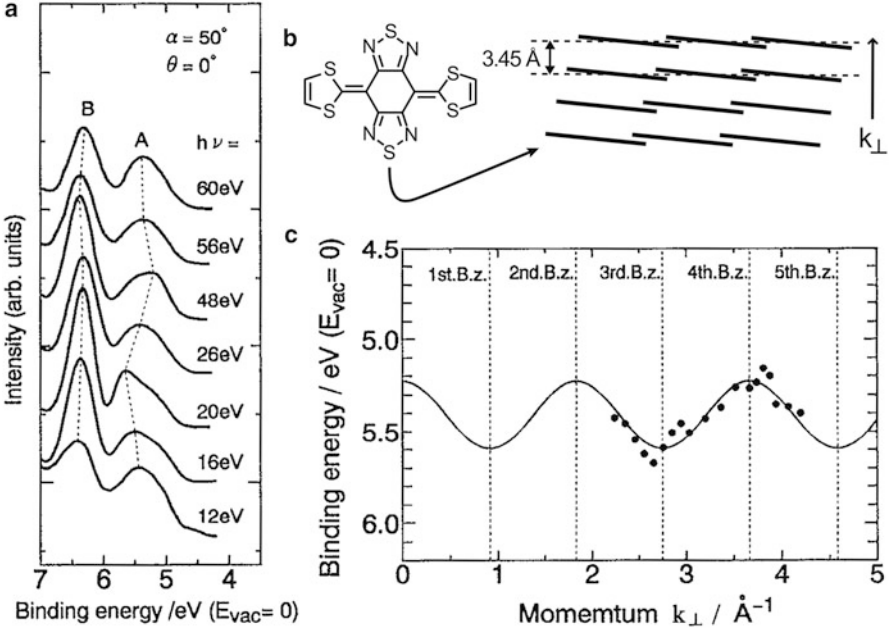 a
α = 50°
θ = 0°
B
A
h ν =
60eV
56eV
48eV
26eV
20eV
16eV
12eV
Intensity (arb. units)
7
6
5
4
Binding energy /eV (Evac= 0)
b
S
S
S
S
N
S
N
N
S
N
3.45 Å
k⊥
c
4.5
5.0
5.5
6.0
Binding energy / eV (Evac= 0)
1st.B.z.
2nd.B.z.
3rd.B.z.
4th.B.z.
5th.B.z.
0
1
2
3
4
5
Momemtum k⊥ / Å⁻¹